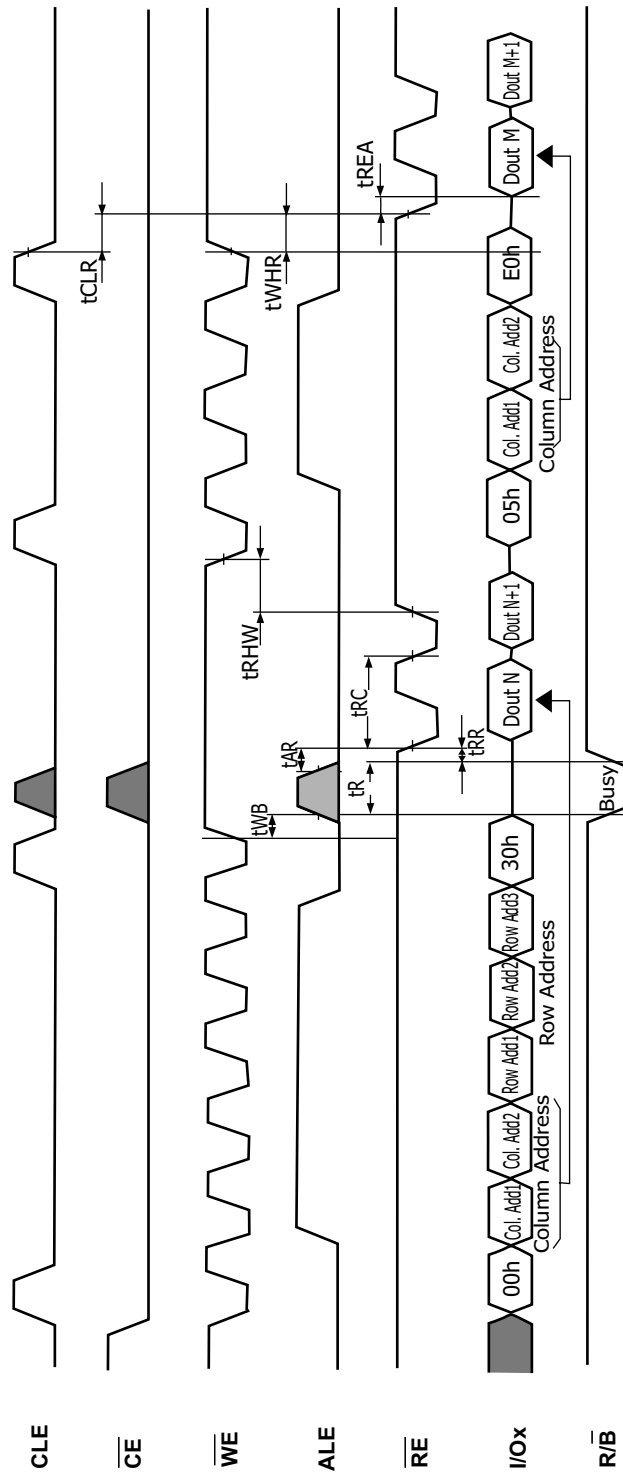 CLE
CE
WE
ALE
RE
I/Ox
R/B
tCLR
tWHR
tREA
tRHW
tRC
tAR
tRR
tR
tWB
00h
Col. Add1
Col. Add2
Row Add1
Row Add2
Row Add3
30h
Dout N
Dout N+1
05h
Col. Add1
Col. Add2
E0h
Dout M
Dout M+1
Column Address
Row Address
Column Address
Busy